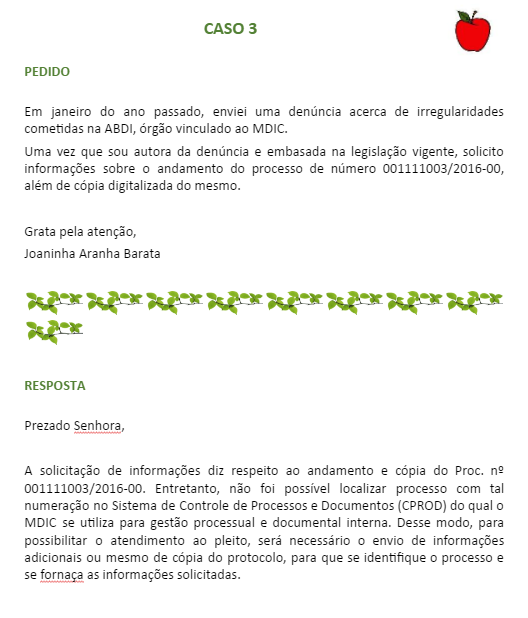 CASO 3
PEDIDO
Em janeiro do ano passado, enviei uma denúncia acerca de irregularidades
cometidas na ABDI, órgão vinculado ao MDIC.
Uma vez que sou autora da denúncia e embasada na legislação vigente, solicito
informações sobre o andamento do processo de número 001111003/2016-00,
além de cópia digitalizada do mesmo.
Grata pela atenção,
Joaninha Aranha Barata
RESPOSTA
Prezado Senhora,
A solicitação de informações diz respeito ao andamento e cópia do Proc. nº
001111003/2016-00. Entretanto, não foi possível localizar processo com tal
numeração no Sistema de Controle de Processos e Documentos (CPROD) do qual o
MDIC se utiliza para gestão processual e documental interna. Desse modo, para
possibilitar o atendimento ao pleito, será necessário o envio de informações
adicionais ou mesmo de cópia do protocolo, para que se identifique o processo e
se fornaça as informações solicitadas.